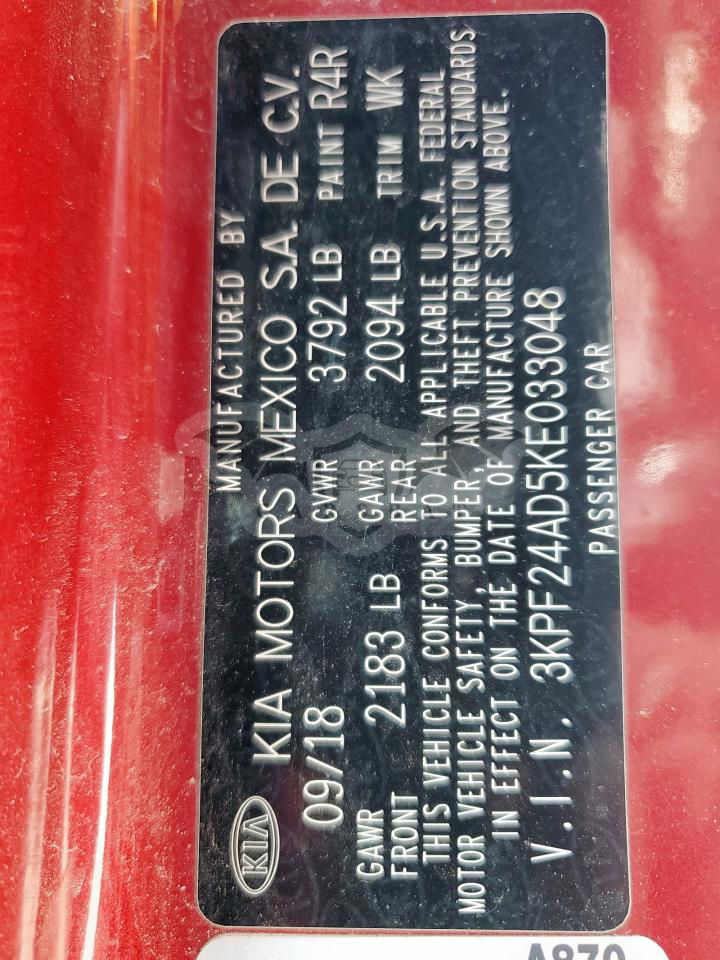 MANUFACTURED BY
KIA KIA MOTORS MEXICO S.A. DE C.V.
09/18 GVWR 3792 LB PAINT R4R
GAWR FRONT 2183 LB GAWR REAR 2094 LB TRIM WK
THIS VEHICLE CONFORMS TO ALL APPLICABLE U.S.A. FEDERAL
MOTOR VEHICLE SAFETY, BUMPER, AND THEFT PREVENTION STANDARDS
IN EFFECT ON THE DATE OF MANUFACTURE SHOWN ABOVE.
V.I.N. 3KPF24AD5KE033048
PASSENGER CAR